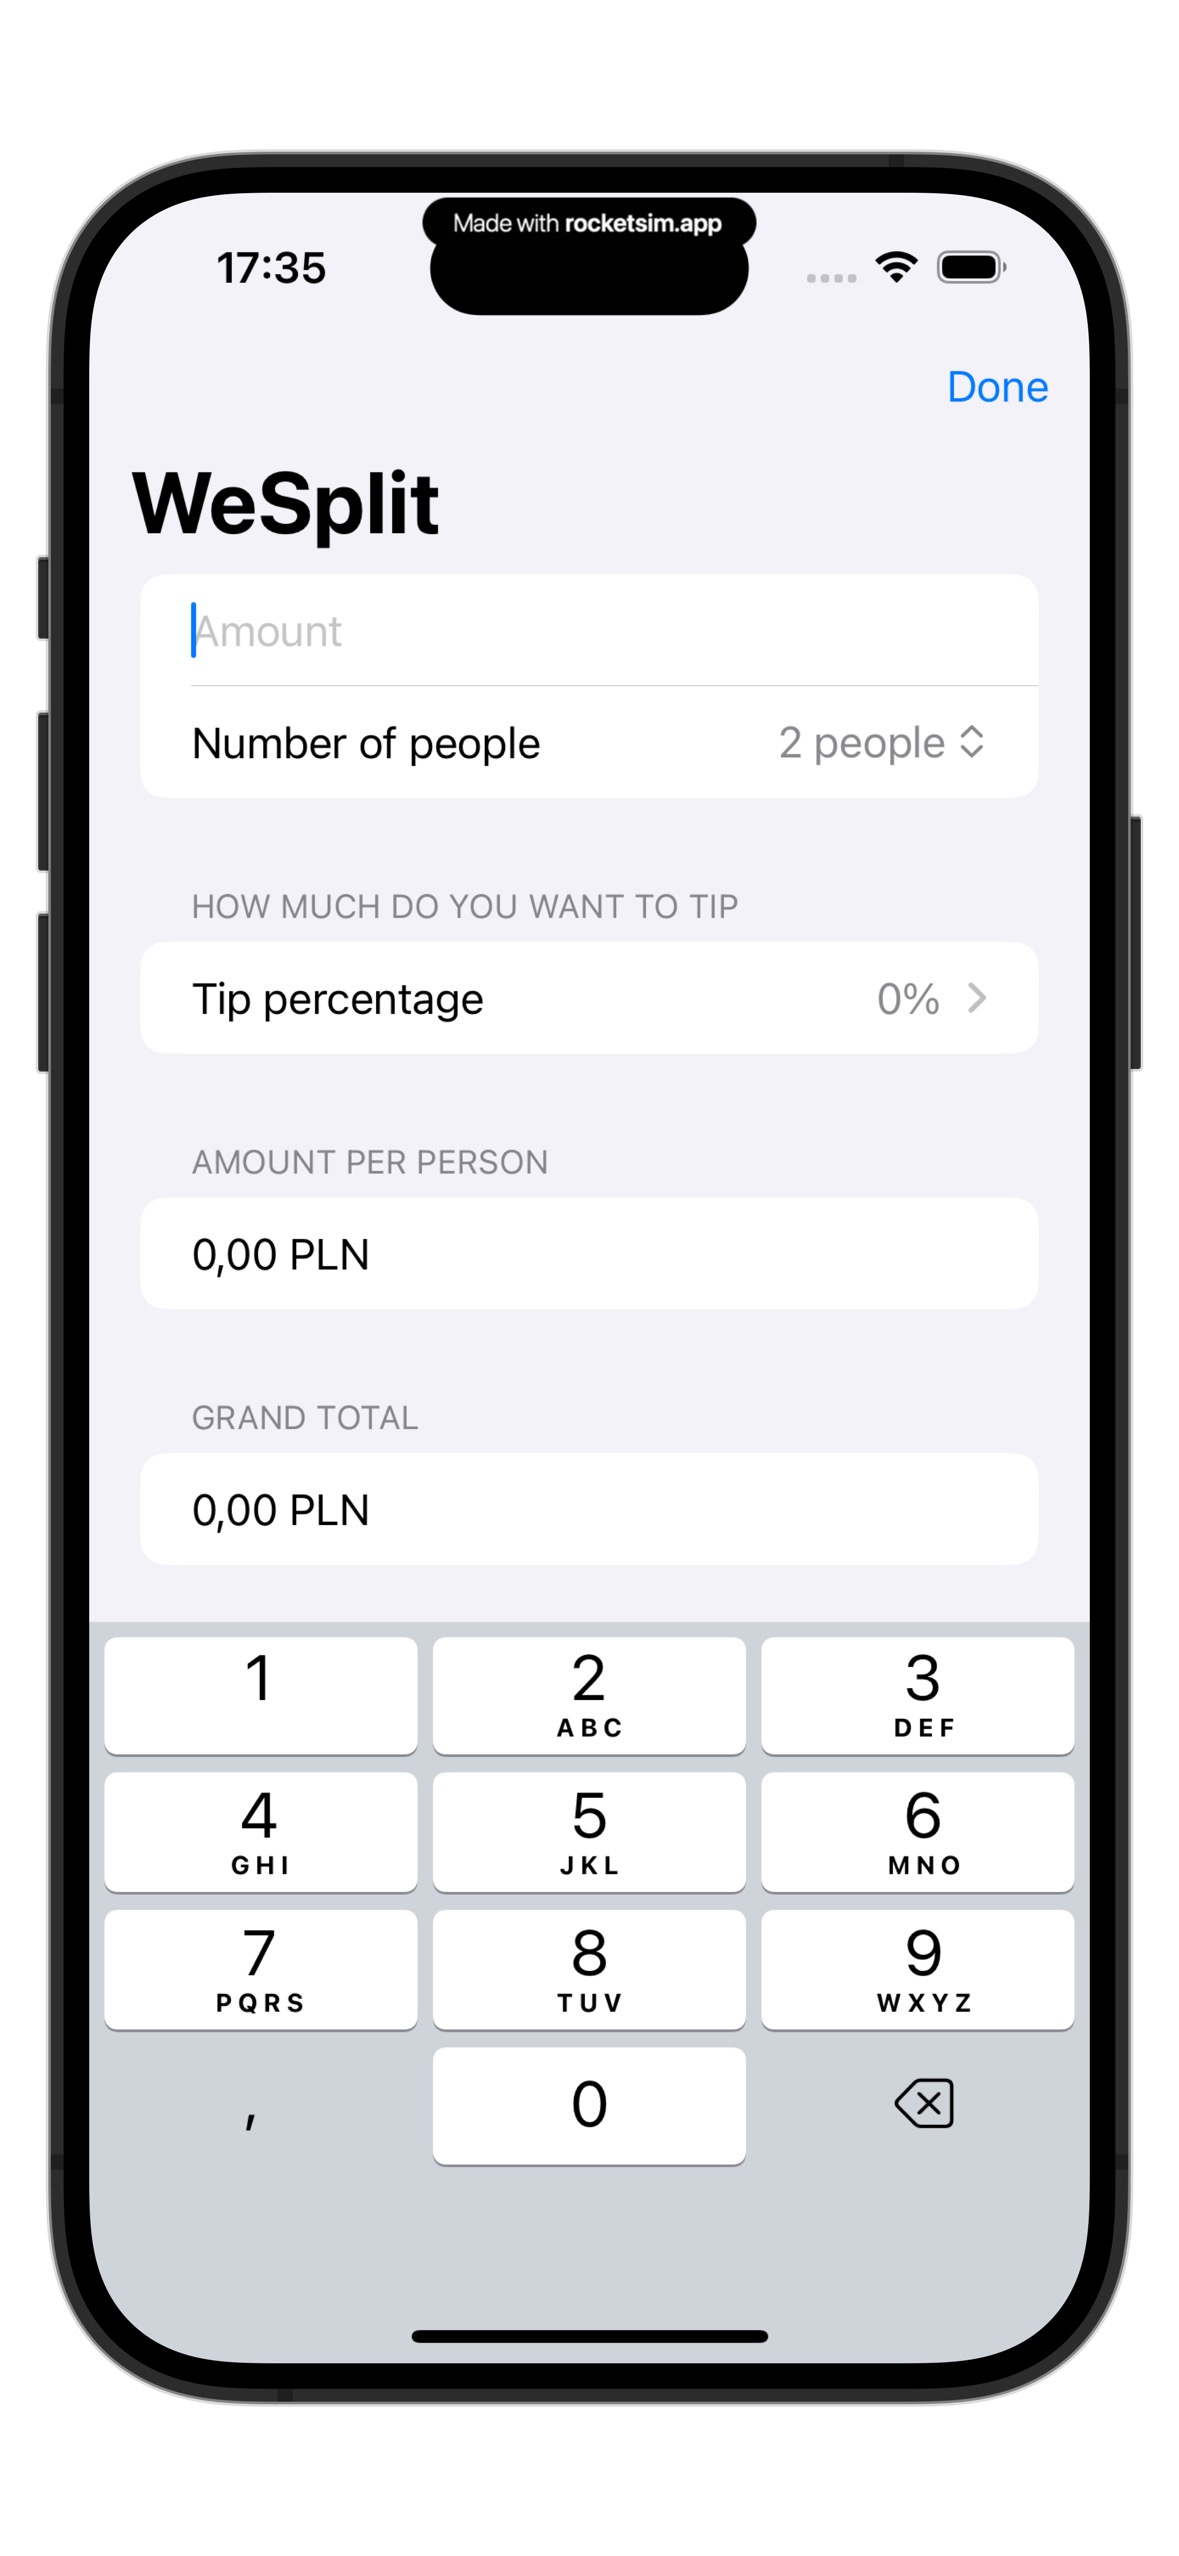 Made with rocketsim.app
17:35
Done
WeSplit
Amount
Number of people 2 people
HOW MUCH DO YOU WANT TO TIP
Tip percentage 0%
AMOUNT PER PERSON
0,00 PLN
GRAND TOTAL
0,00 PLN
1 2 3
ABC DEF
4 5 6
GHI JKL MNO
7 8 9
PQRS TUV WXYZ
, 0